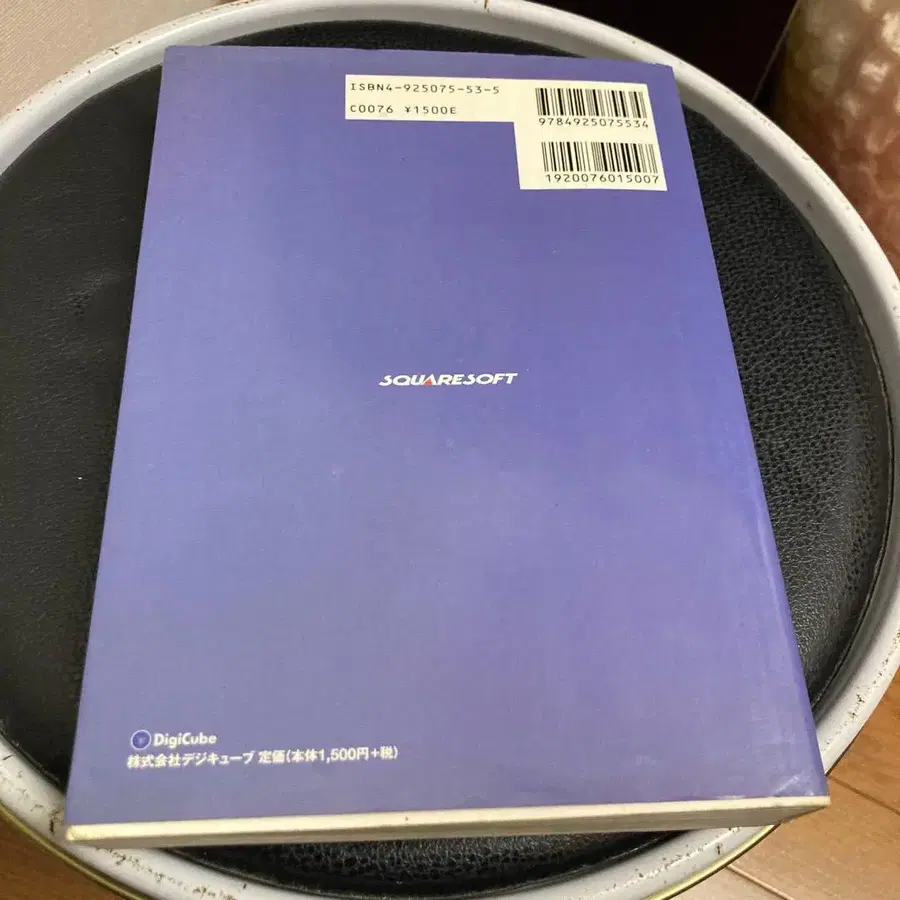 ISBN4-925075-53-5
C0076 ¥1500E
9784925075534
1920076015007
SQUARESOFT
DigiCube
株式会社デジキューブ 定価(本体1,500円+税)